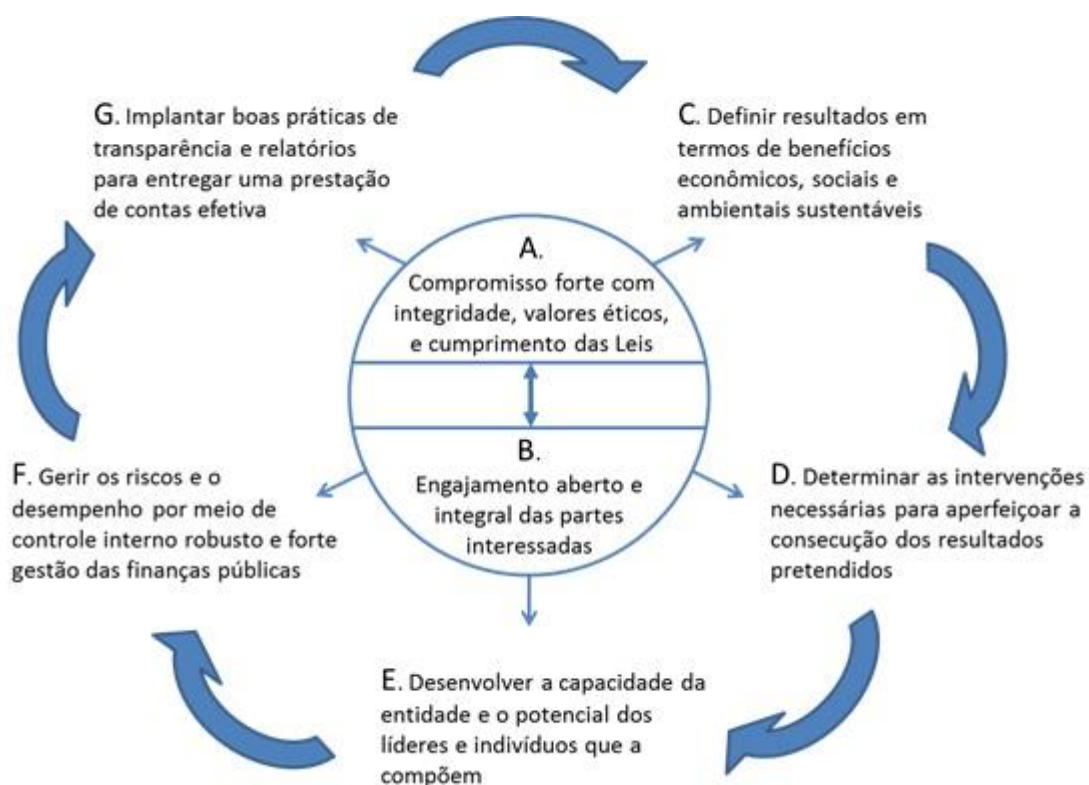 G. Implantar boas práticas de
transparência e relatórios
para entregar uma prestação
de contas efetiva
C. Definir resultados em
termos de benefícios
econômicos, sociais e
ambientais sustentáveis
A.
Compromisso forte com
integridade, valores éticos,
e cumprimento das Leis
B.
Engajamento aberto e
integral das partes
interessadas
F. Gerir os riscos e o
desempenho por meio de
controle interno robusto e forte
gestão das finanças públicas
D. Determinar as intervenções
necessárias para aperfeiçoar a
consecução dos resultados
pretendidos
E. Desenvolver a capacidade da
entidade e o potencial dos
líderes e indivíduos que a
compõem